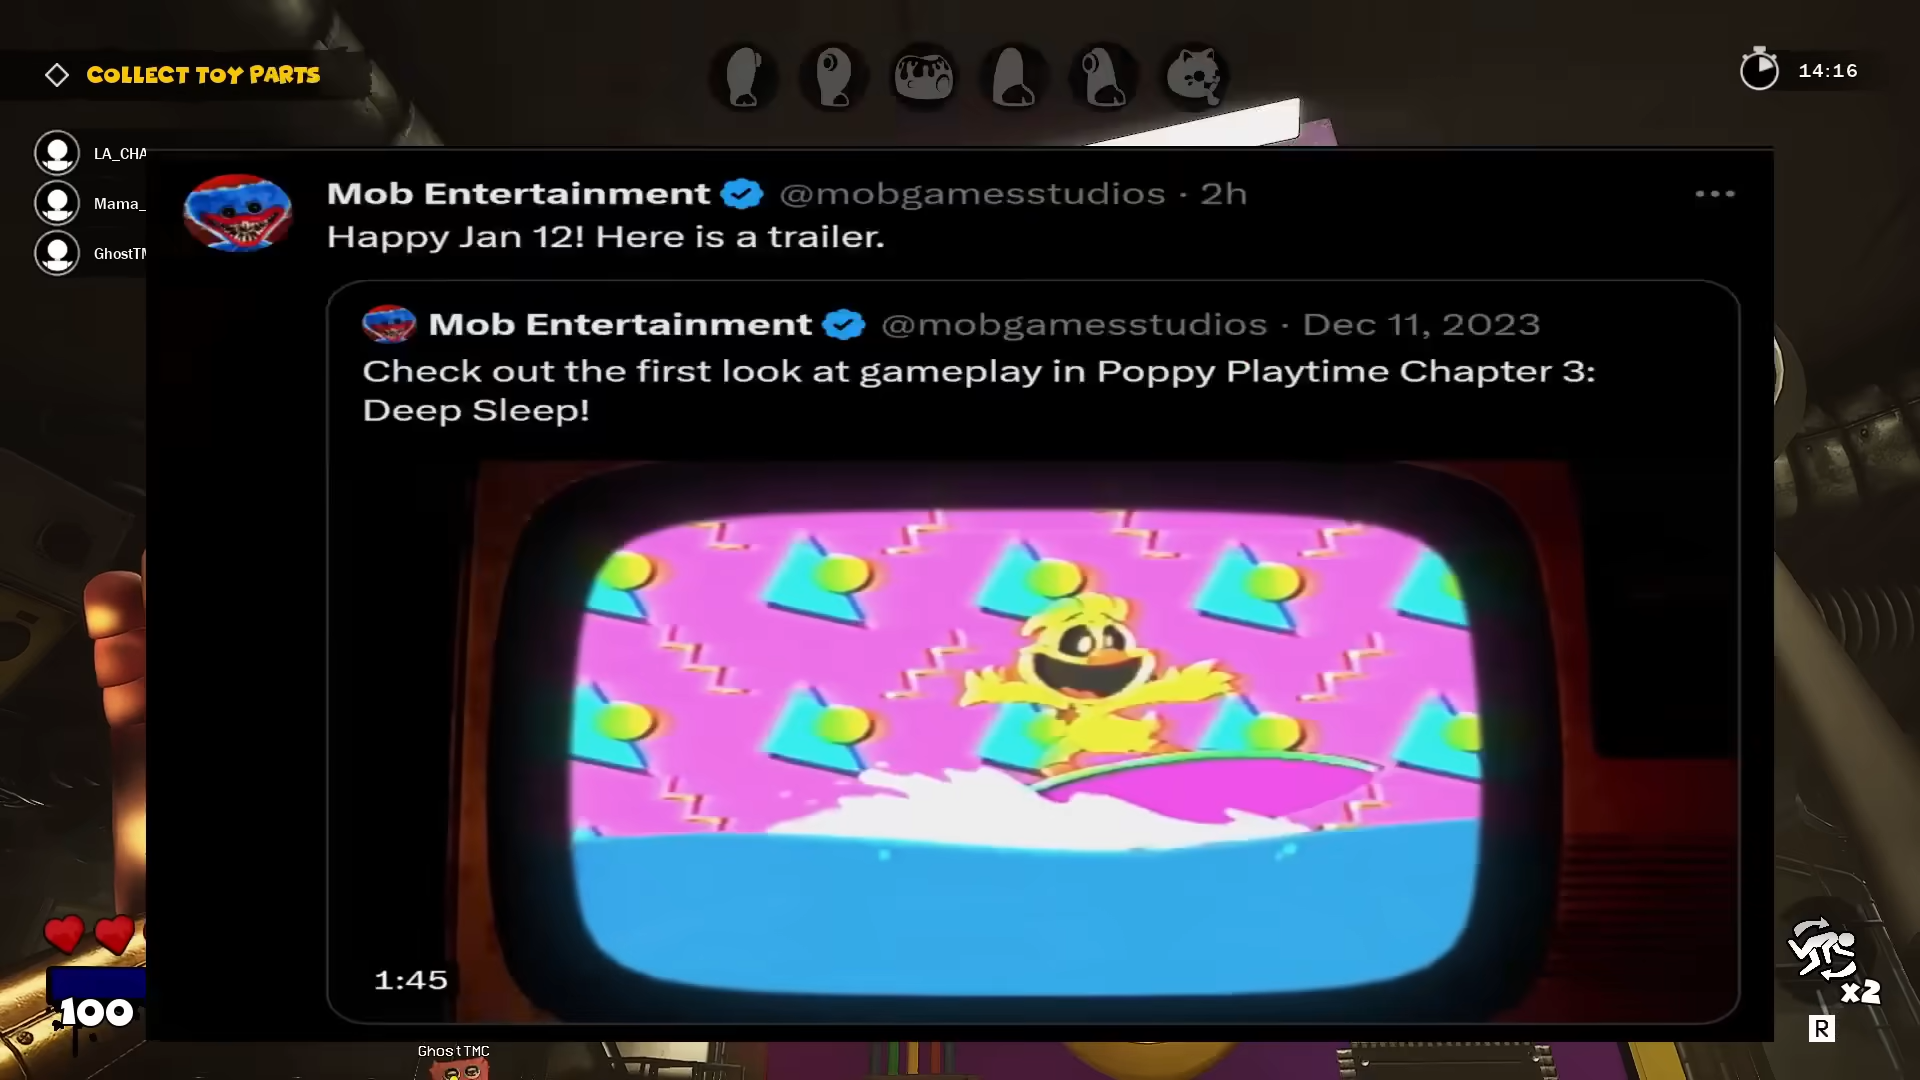 COLLECT TOY PARTS
14:16
LA_CHA
Mama_
GhostTM
Mob Entertainment @mobgamesstudios · 2h
Happy Jan 12! Here is a trailer.
Mob Entertainment @mobgamesstudios · Dec 11, 2023
Check out the first look at gameplay in Poppy Playtime Chapter 3:
Deep Sleep!
1:45
100
x2
R
GhostTMC